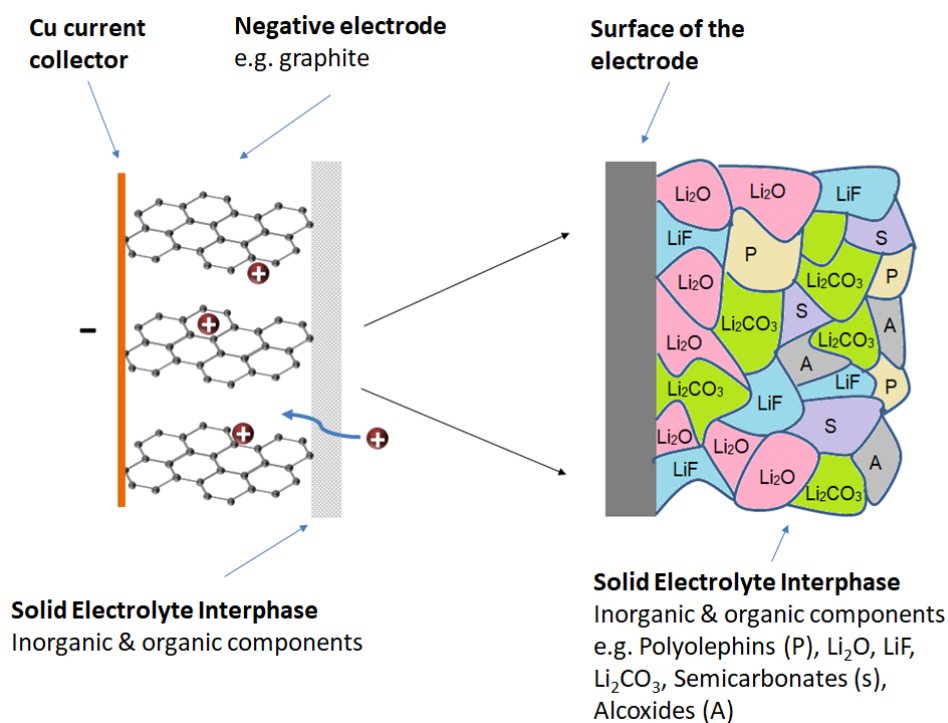 Cu current
collector
Negative electrode
e.g. graphite
Surface of the
electrode
Li₂O
Li₂O
LiF
LiF
P
S
Li₂O
Li₂CO₃
P
Li₂CO₃
S
A
Li₂O
Li₂CO₃
A
Li₂CO₃
LiF
LiF
P
Li₂O
Li₂O
S
LiF
Li₂O
A
Li₂CO₃
-
+
+
+
+
Solid Electrolyte Interphase
Inorganic & organic components
Solid Electrolyte Interphase
Inorganic & organic components
e.g. Polyolephins (P), Li₂O, LiF,
Li₂CO₃, Semicarbonates (s),
Alcoxides (A)